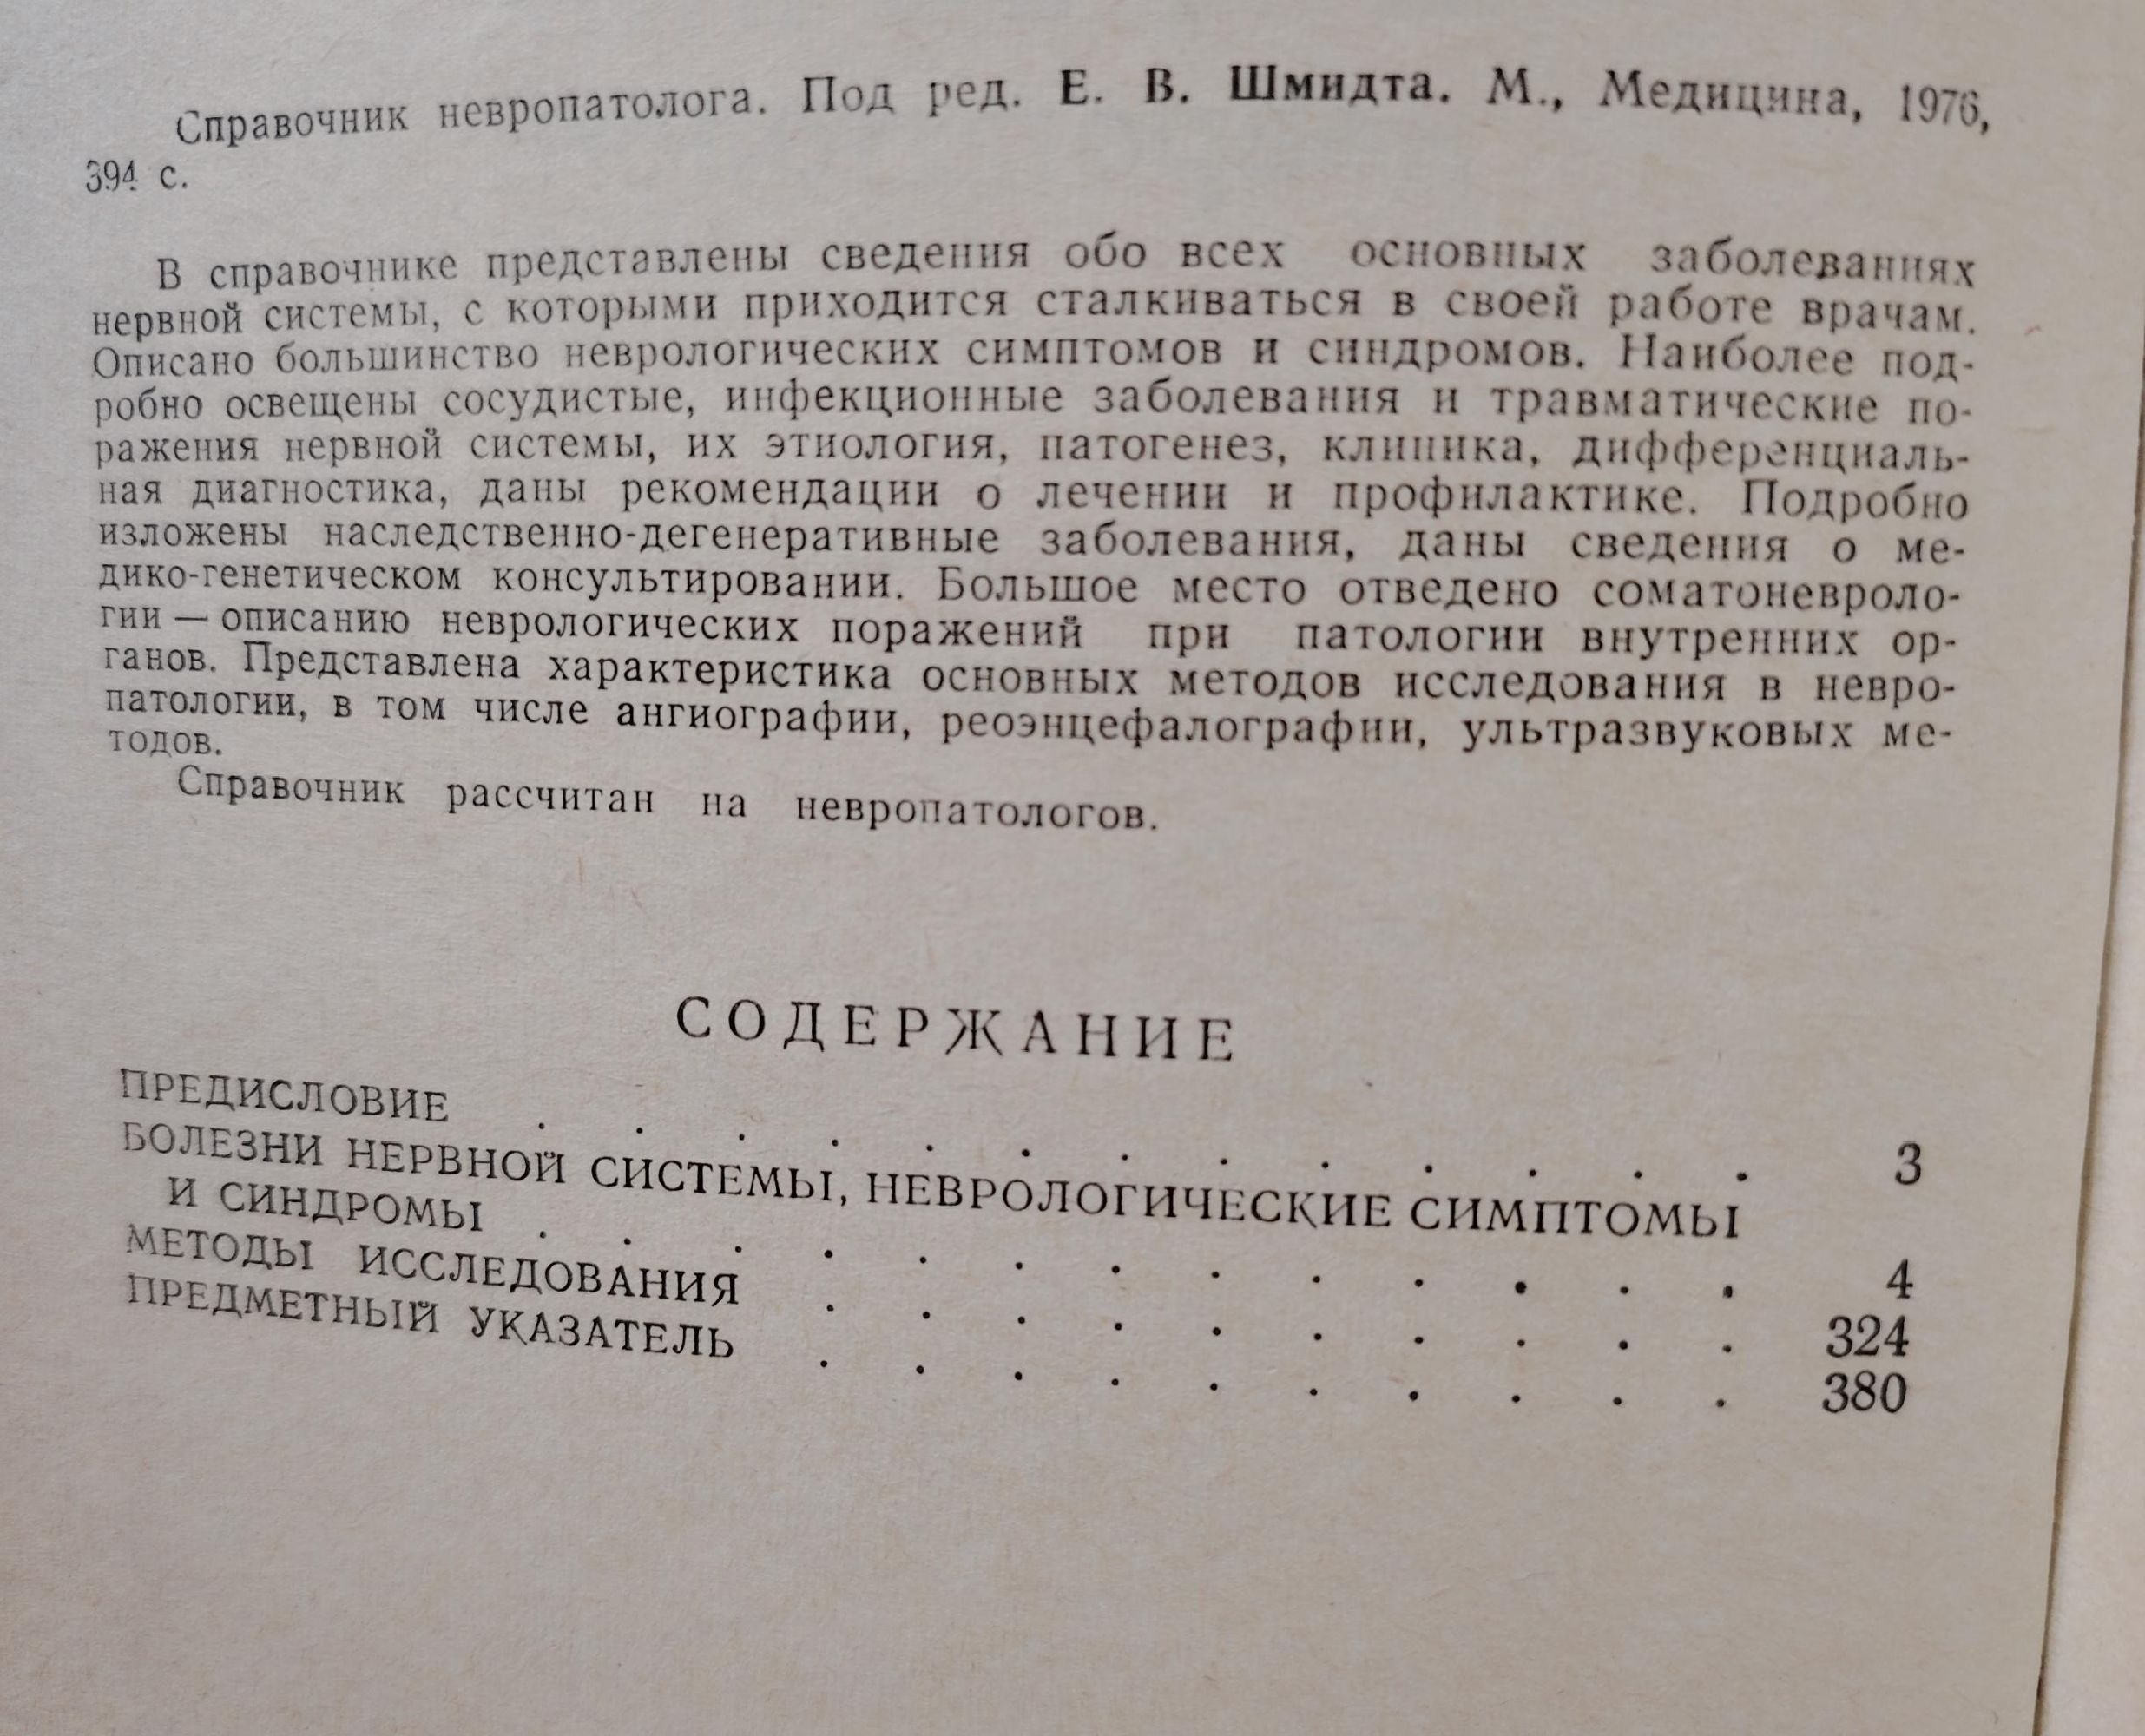 Справочник невропатолога. Под ред. Е. В. Шмидта. М., Медицина, 1976,
394 с.
В справочнике представлены сведения обо всех основных заболеваниях
нервной системы, с которыми приходится сталкиваться в своей работе врачам.
Описано большинство неврологических симптомов и синдромов. Наиболее под-
робно освещены сосудистые, инфекционные заболевания и травматические по-
ражения нервной системы, их этиология, патогенез, клиника, дифференциаль-
ная диагностика, даны рекомендации о лечении и профилактике. Подробно
изложены наследственно-дегенеративные заболевания, даны сведения о ме-
дико-генетическом консультировании. Большое место отведено соматоневроло-
гии — описанию неврологических поражений при патологии внутренних ор-
ганов. Представлена характеристика основных методов исследования в невро-
патологии, в том числе ангиографии, реоэнцефалографии, ультразвуковых ме-
тодов.
Справочник рассчитан на невропатологов.
СОДЕРЖАНИЕ
ПРЕДИСЛОВИЕ . . . . . . . . . . . . . 3
БОЛЕЗНИ НЕРВНОЙ СИСТЕМЫ, НЕВРОЛОГИЧЕСКИЕ СИМПТОМЫ
И СИНДРОМЫ . . . . . . . . . . . . . 4
МЕТОДЫ ИССЛЕДОВАНИЯ . . . . . . . . . . 324
ПРЕДМЕТНЫЙ УКАЗАТЕЛЬ . . . . . . . . . . 380